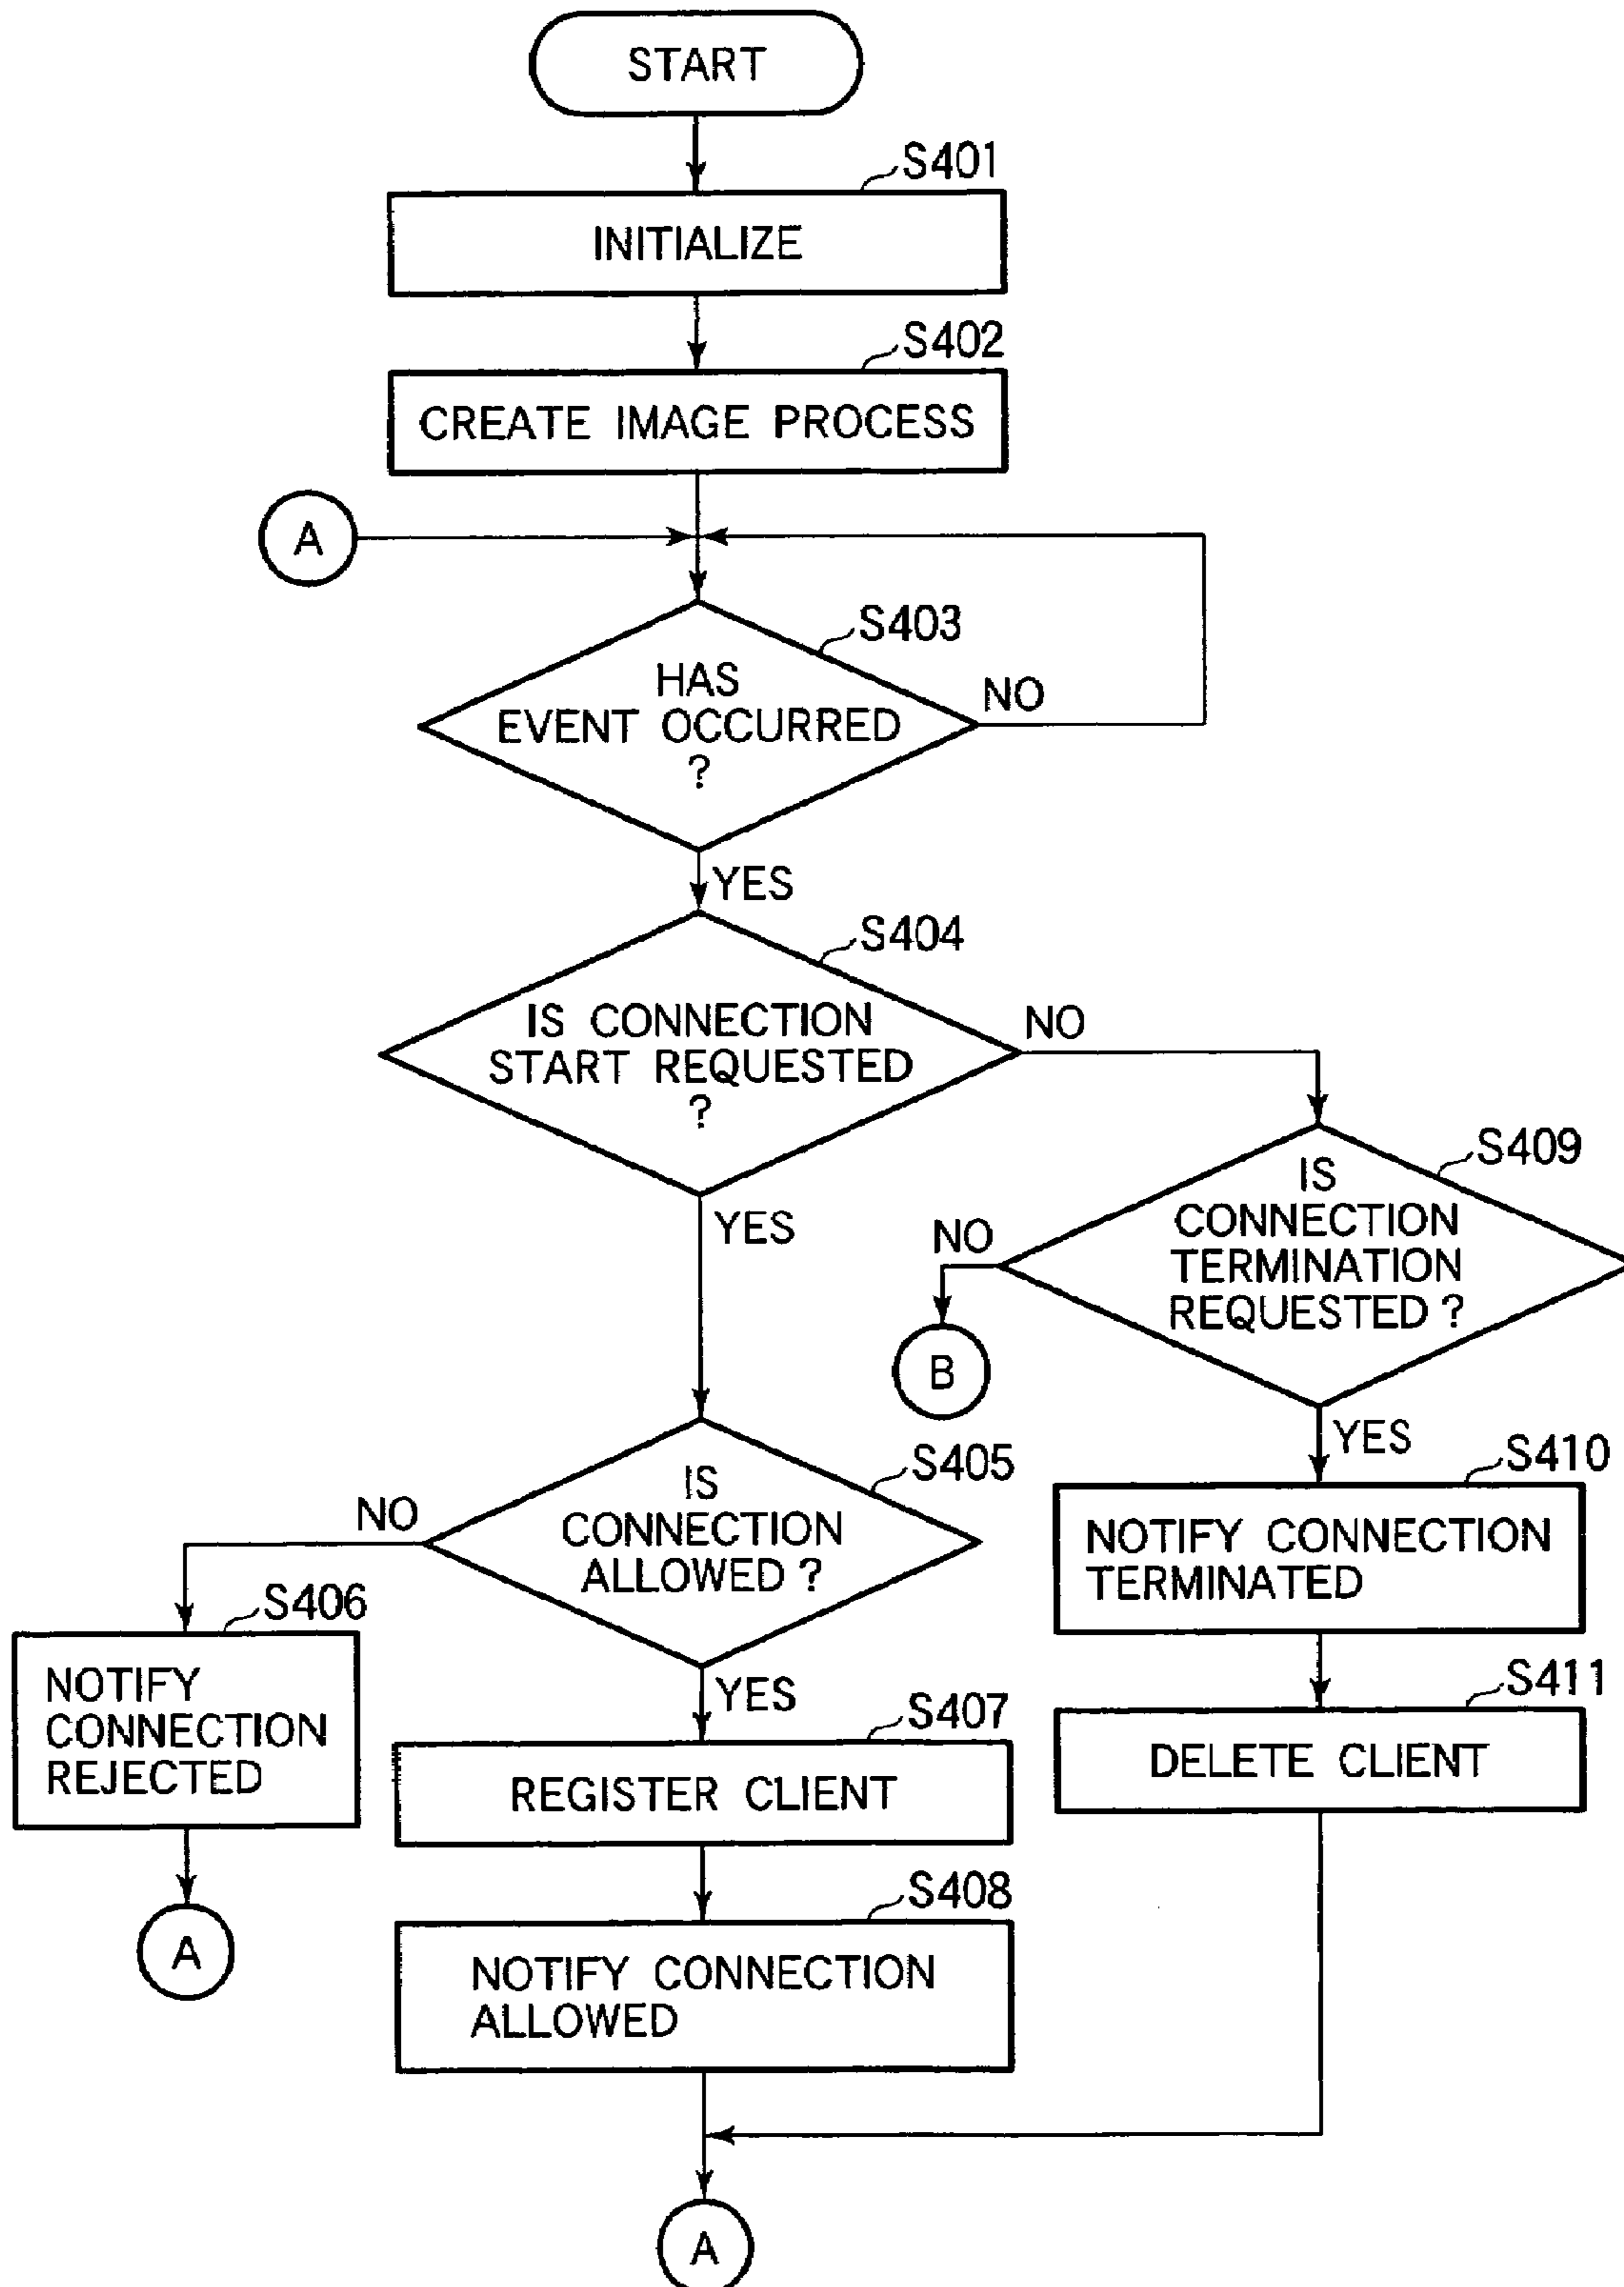 START
S401
INITIALIZE
S402
CREATE IMAGE PROCESS
A
S403
HAS
EVENT OCCURRED
?
NO
YES
S404
IS CONNECTION
START REQUESTED
?
NO
YES
S409
IS
CONNECTION
TERMINATION
REQUESTED ?
NO
B
YES
S405
IS
CONNECTION
ALLOWED ?
NO
YES
S406
NOTIFY
CONNECTION
REJECTED
A
S407
REGISTER CLIENT
S408
NOTIFY CONNECTION
ALLOWED
S410
NOTIFY CONNECTION
TERMINATED
S411
DELETE CLIENT
A